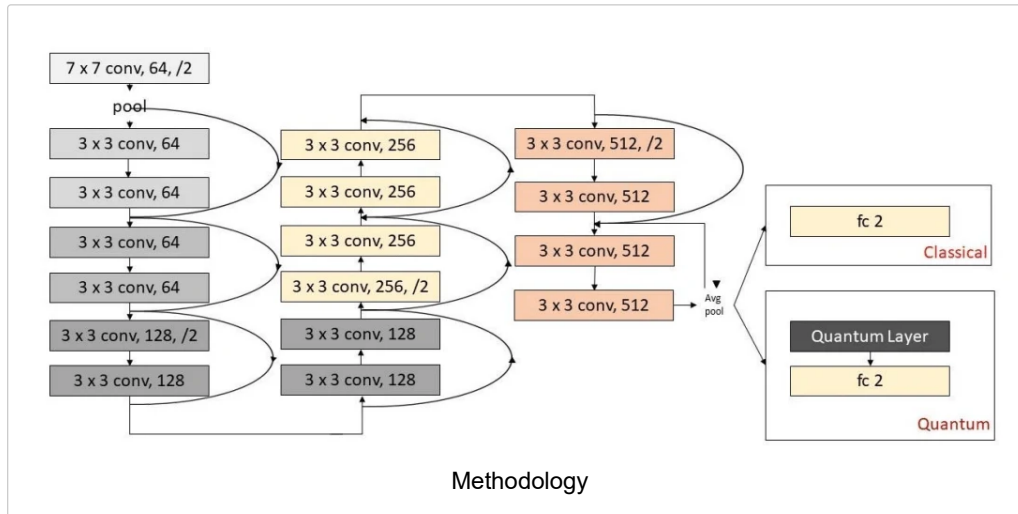 7 x 7 conv, 64, /2
pool
3 x 3 conv, 64
3 x 3 conv, 64
3 x 3 conv, 64
3 x 3 conv, 64
3 x 3 conv, 128, /2
3 x 3 conv, 128
3 x 3 conv, 256
3 x 3 conv, 256
3 x 3 conv, 256
3 x 3 conv, 256, /2
3 x 3 conv, 128
3 x 3 conv, 128
3 x 3 conv, 512, /2
3 x 3 conv, 512
3 x 3 conv, 512
3 x 3 conv, 512
Avg
pool
fc 2
Classical
Quantum Layer
fc 2
Quantum
Methodology